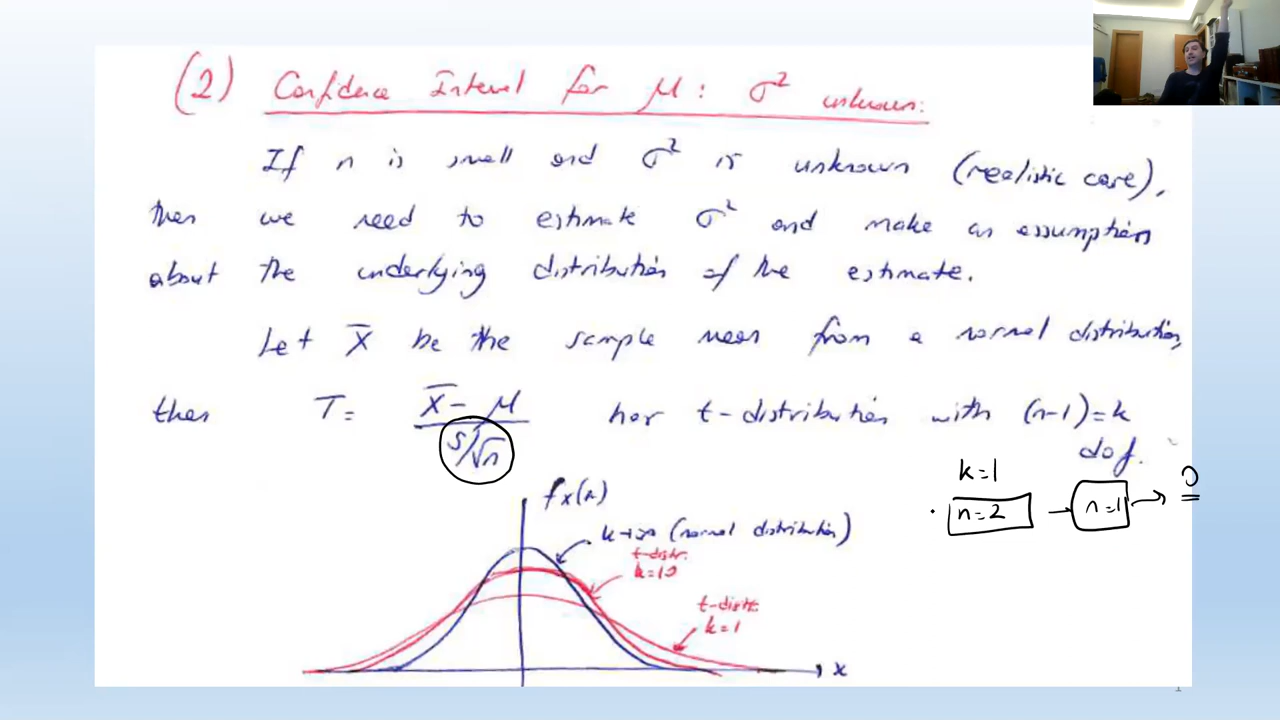 (2) Confidence Interval for μ: σ² unknown:
If n is small and σ² is unknown (realistic case),
then we need to estimate σ² and make an assumption
about the underlying distribution of the estimate.
Let X̄ be the sample mean from a normal distribution,
then T = (X̄ - μ)/(S/√n) has t-distribution with (n-1)=k
dof.
k=1
n=2 → n=1 → 0
fx(x)
k→∞ (normal distribution)
t-distr.
k=10
t-distr.
k=1
x
1